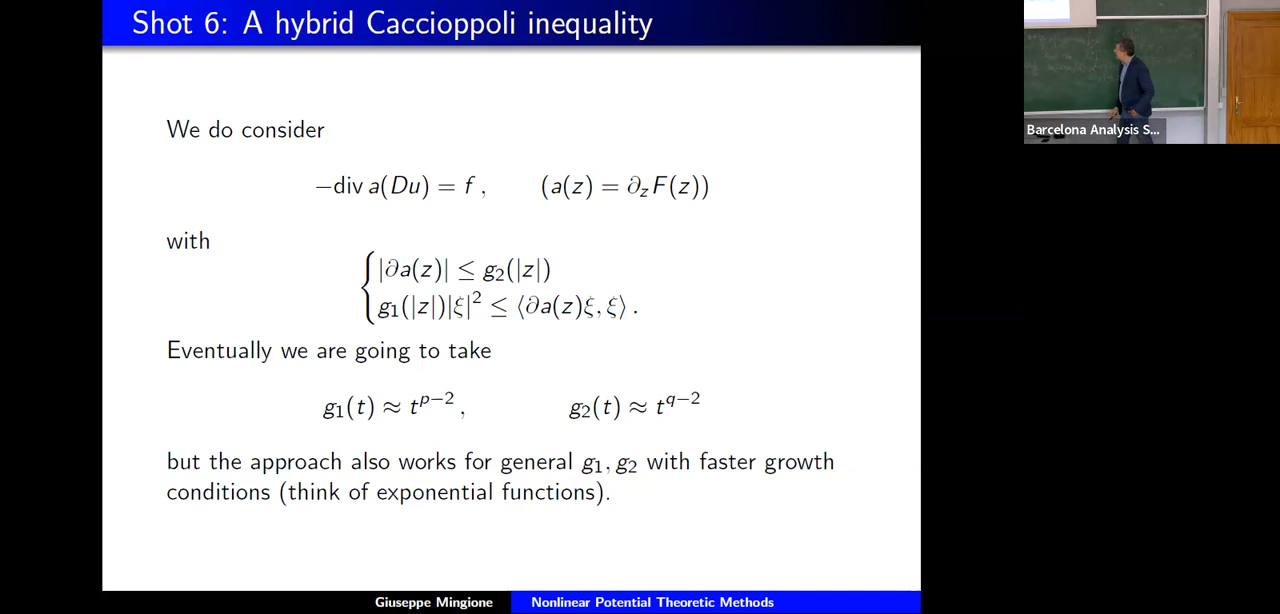 Shot 6: A hybrid Caccioppoli inequality
We do consider
−div a(Du) = f , (a(z) = ∂zF(z))
with
|∂a(z)| ≤ g₂(|z|)
g₁(|z|)|ξ|² ≤ ⟨∂a(z)ξ, ξ⟩ .
Eventually we are going to take
g₁(t) ≈ tᵖ⁻² , g₂(t) ≈ t^{q−2}
but the approach also works for general g₁, g₂ with faster growth
conditions (think of exponential functions).
Giuseppe Mingione Nonlinear Potential Theoretic Methods
Barcelona Analysis S...